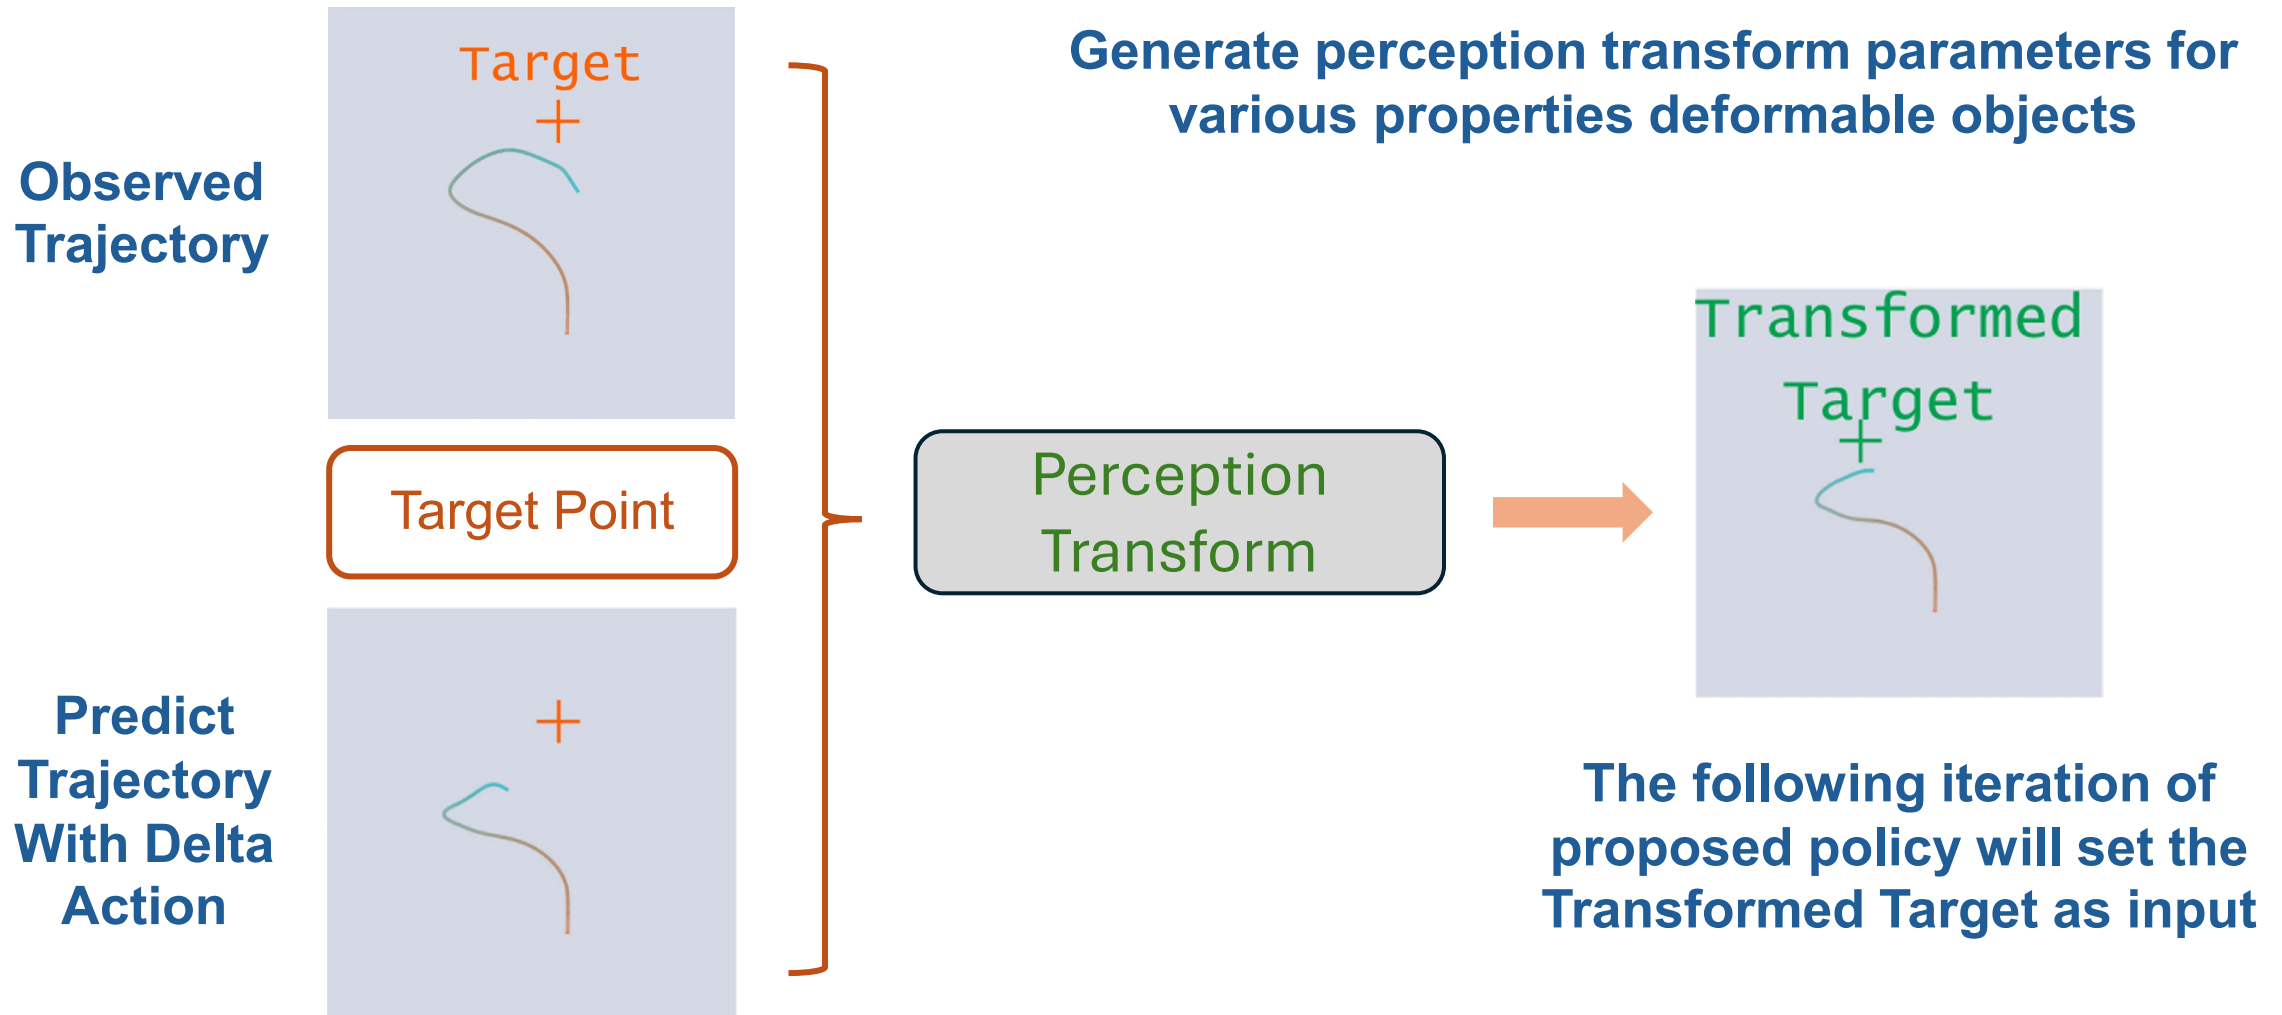 Target
Generate perception transform parameters for
various properties deformable objects
Observed
Trajectory
Target Point
Perception
Transform
Transformed
Target
Predict
Trajectory
With Delta
Action
The following iteration of
proposed policy will set the
Transformed Target as input